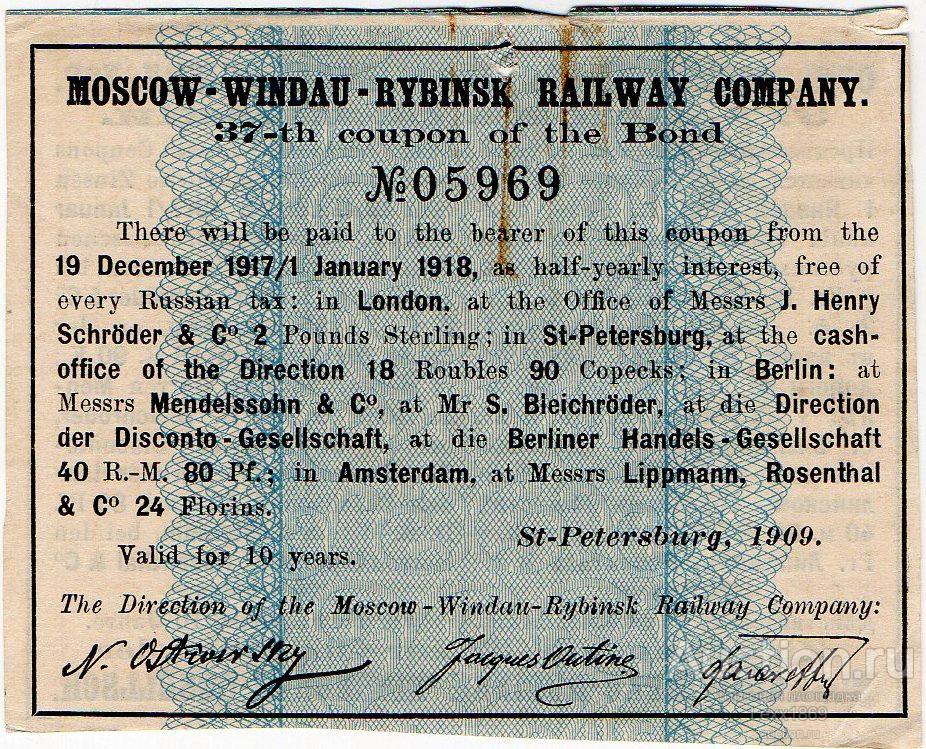 MOSCOW-WINDAU-RYBINSK RAILWAY COMPANY.
37-th coupon of the Bond
№ 05969
There will be paid to the bearer of this coupon from the
19 December 1917/1 January 1918, as half-yearly interest, free of
every Russian tax: in London, at the Office of Messrs J. Henry
Schröder & Cº 2 Pounds Sterling; in St-Petersburg, at the cash-
office of the Direction 18 Roubles 90 Copecks; in Berlin: at
Messrs Mendelssohn & Cº, at Mr S. Bleichröder, at die Direction
der Disconto-Gesellschaft, at die Berliner Handels-Gesellschaft
40 R.-M. 80 Pf.; in Amsterdam, at Messrs Lippmann, Rosenthal
& Cº 24 Florins.
St-Petersburg, 1909.
Valid for 10 years.
The Direction of the Moscow-Windau-Rybinsk Railway Company:
N. Ostrowsky Jacques Outine
Auction.ru